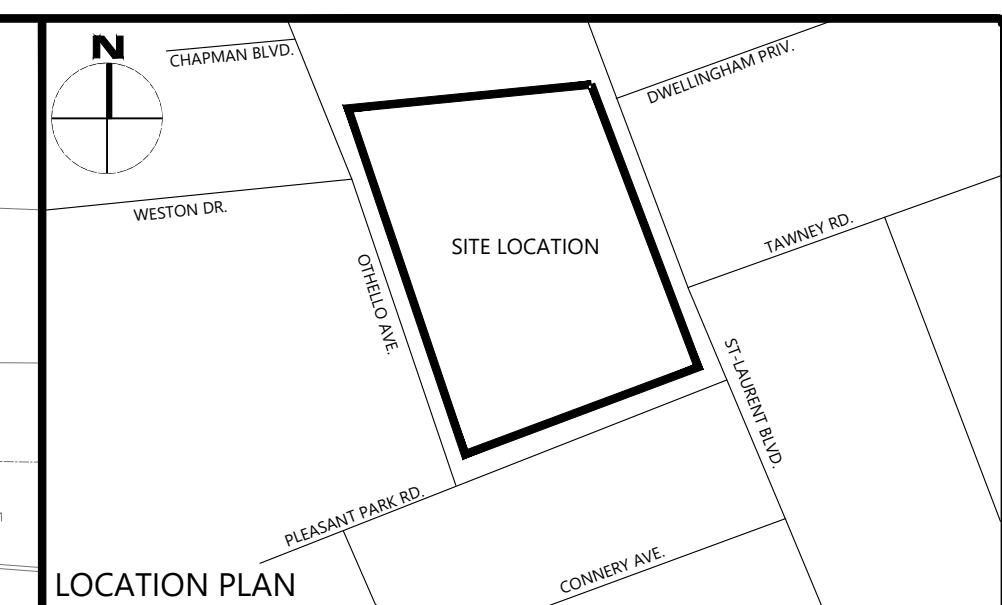 N
CHAPMAN BLVD.
DWELLINGHAM PRIV.
WESTON DR.
TAWNEY RD.
SITE LOCATION
OTHELLO AVE.
ST-LAURENT BLVD.
PLEASANT PARK RD.
CONNERY AVE.
LOCATION PLAN